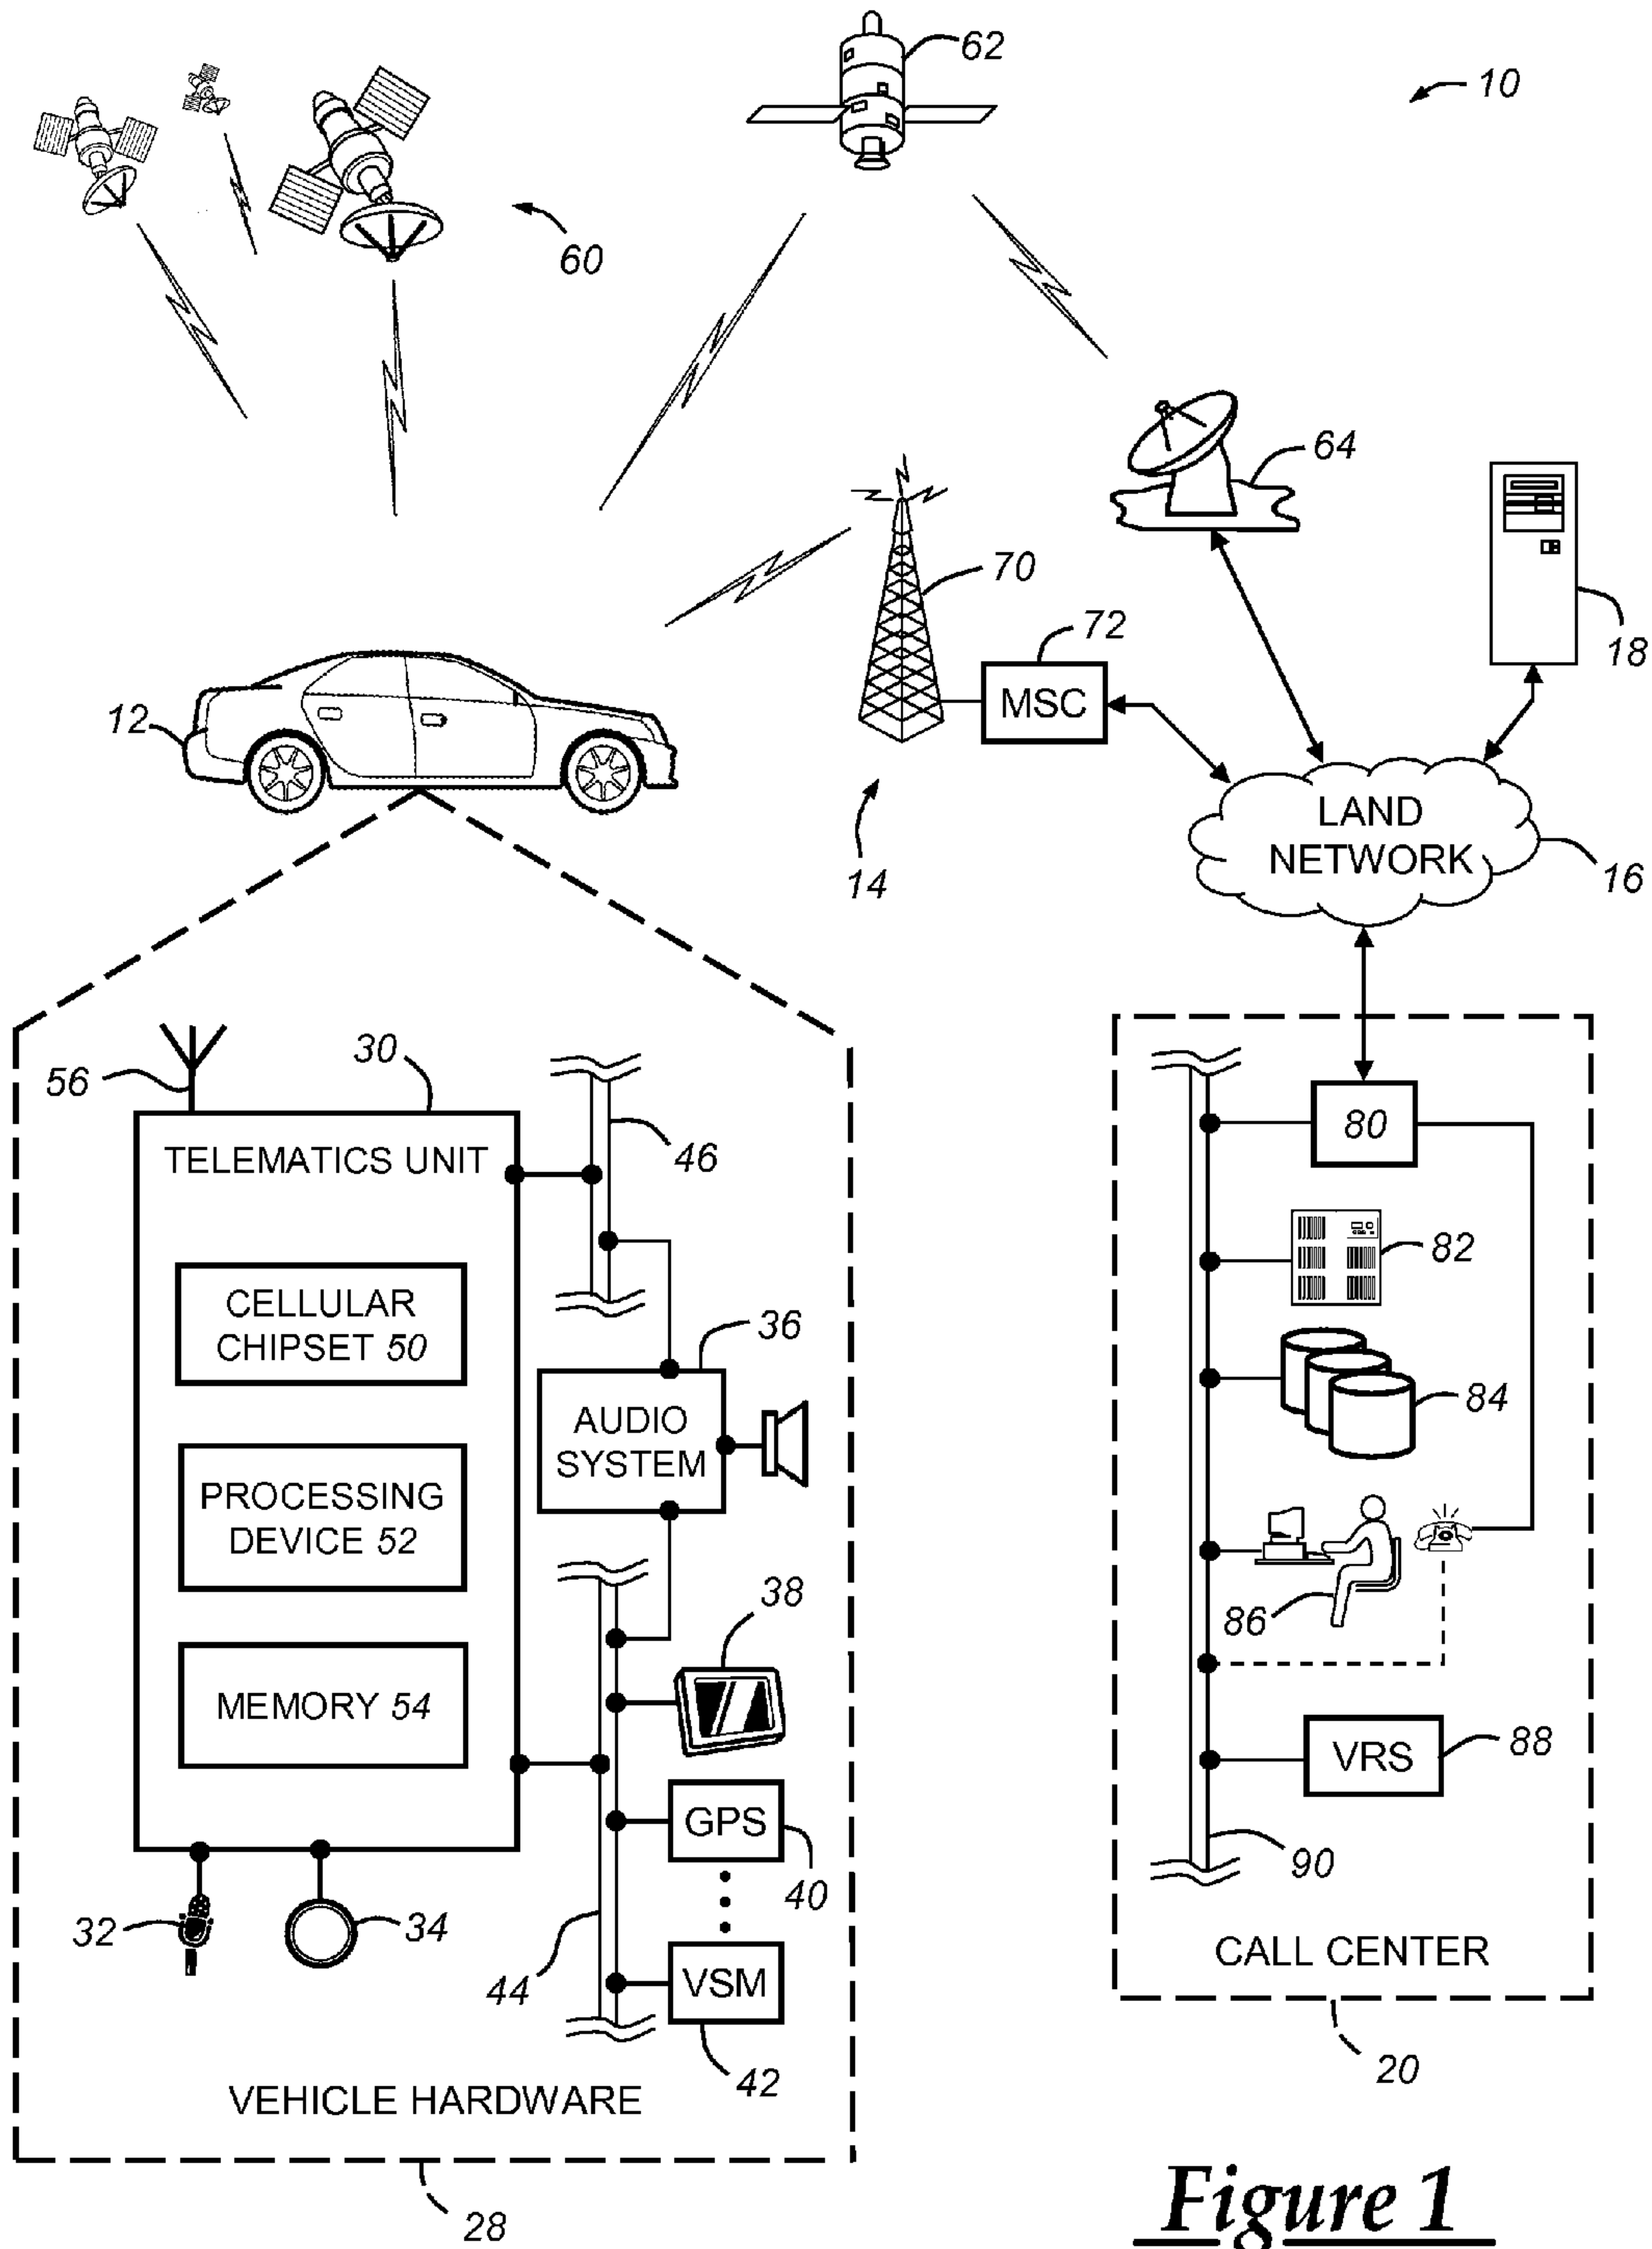 62
10
60
64
70
18
72
MSC
12
LAND
NETWORK
16
14
30
56
TELEMATICS UNIT
46
80
CELLULAR
CHIPSET 50
82
36
AUDIO
SYSTEM
84
PROCESSING
DEVICE 52
38
86
MEMORY 54
VRS
88
GPS
40
90
32
34
44
VSM
CALL CENTER
42
20
VEHICLE HARDWARE
28
Figure 1